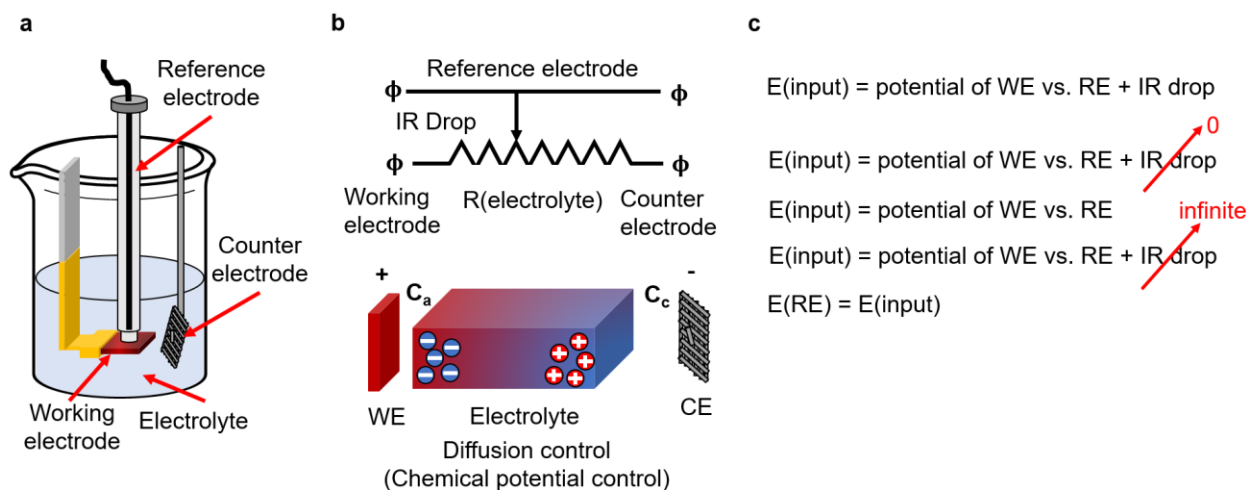 a
Reference
electrode
Counter
electrode
Working
electrode
Electrolyte
b
Reference electrode
ϕ
ϕ
IR Drop
ϕ
ϕ
Working
electrode
R(electrolyte)
Counter
electrode
+
-
Cₐ
C꜀
WE
Electrolyte
CE
Diffusion control
(Chemical potential control)
c
E(input) = potential of WE vs. RE + IR drop
0
E(input) = potential of WE vs. RE + IR drop
E(input) = potential of WE vs. RE
infinite
E(input) = potential of WE vs. RE + IR drop
E(RE) = E(input)